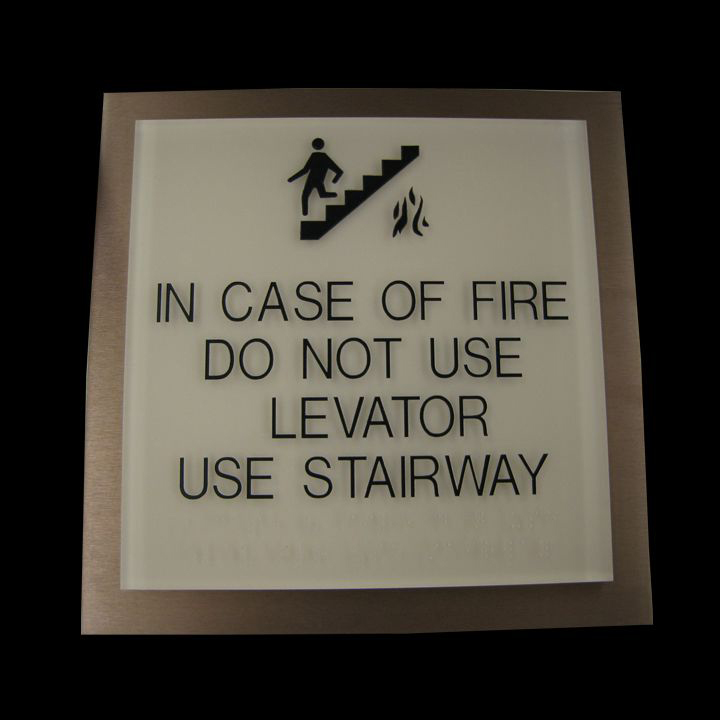 IN CASE OF FIRE
DO NOT USE
LEVATOR
USE STAIRWAY